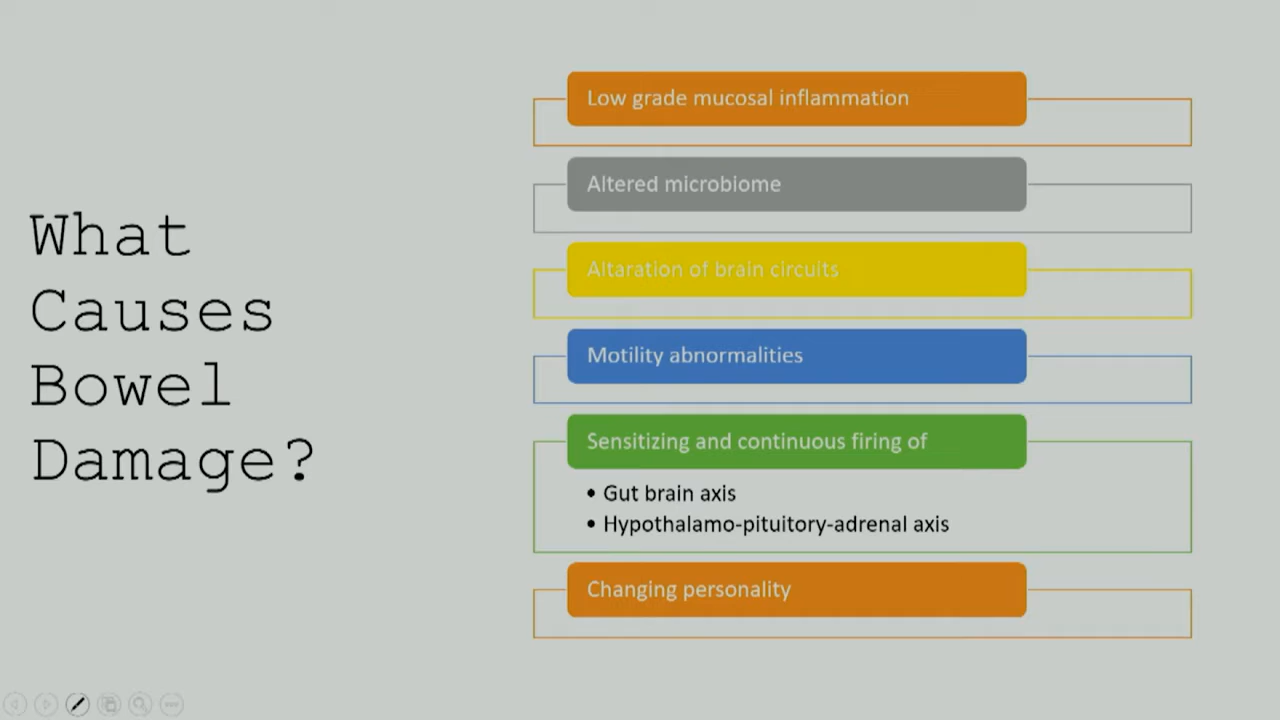 What
Causes
Bowel
Damage?
Low grade mucosal inflammation
Altered microbiome
Altaration of brain circuits
Motility abnormalities
Sensitizing and continuous firing of
• Gut brain axis
• Hypothalamo-pituitory-adrenal axis
Changing personality